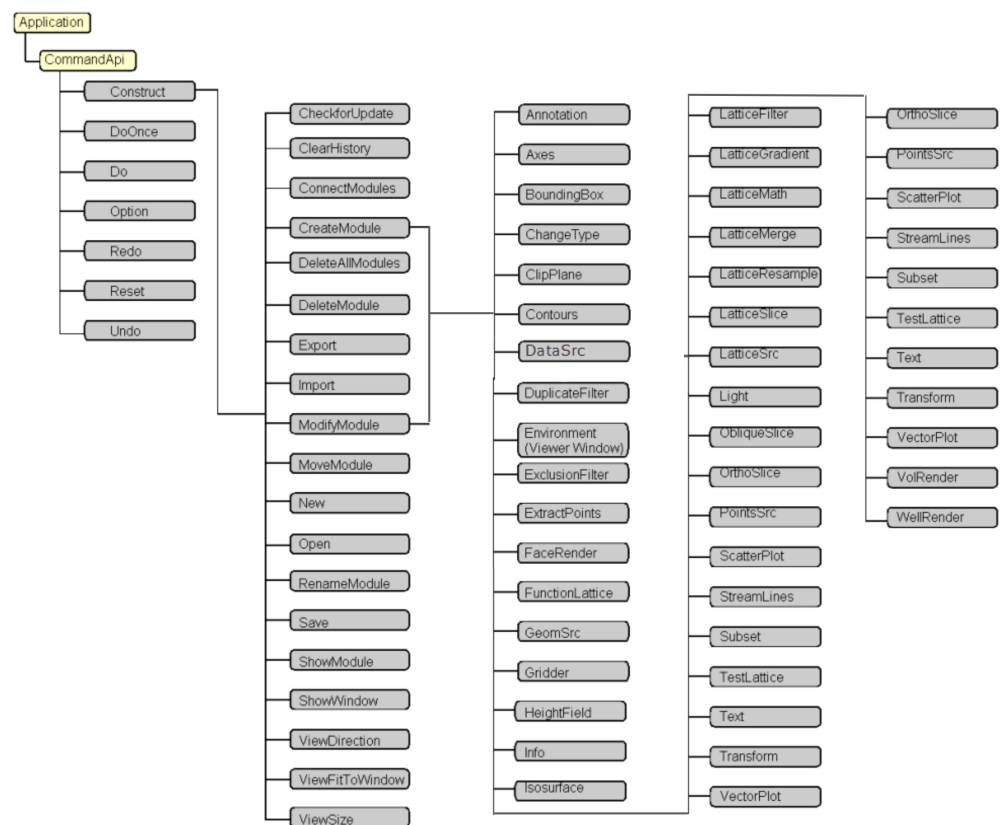 Application
CommandApi
Construct
DoOnce
Do
Option
Redo
Reset
Undo
CheckforUpdate
ClearHistory
ConnectModules
CreateModule
DeleteAllModules
DeleteModule
Export
Import
ModifyModule
MoveModule
New
Open
RenameModule
Save
ShowModule
ShowWindow
ViewDirection
ViewFitToWindow
ViewSize
Annotation
Axes
BoundingBox
ChangeType
ClipPlane
Contours
DataSrc
DuplicateFilter
Environment
(Viewer Window)
ExclusionFilter
ExtractPoints
FaceRender
FunctionLattice
GeomSrc
Gridder
HeightField
Info
Isosurface
LatticeFilter
LatticeGradient
LatticeMath
LatticeMerge
LatticeResample
LatticeSlice
LatticeSrc
Light
ObliqueSlice
OrthoSlice
PointsSrc
ScatterPlot
StreamLines
Subset
TestLattice
Text
Transform
VectorPlot
OrthoSlice
PointsSrc
ScatterPlot
StreamLines
Subset
TestLattice
Text
Transform
VectorPlot
VolRender
WellRender